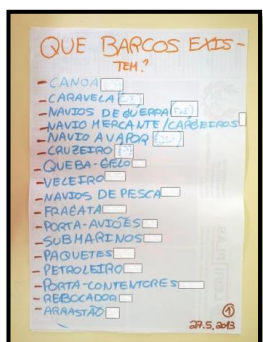 QUE BARCOS EXIS-
TEM?
- CANOA
- CARAVELA
- NAVIOS DE GUERRA
- NAVIO MERCANTE/CARGEIROS
- NAVIO A VAPOR
- CRUZEIRO
- QUEBA-GELO
- VELEIRO
- NAVIOS DE PESCA
- FRAGATA
- PORTA-AVIÕES
- SUBMARINOS
- PAQUETES
- PETROLEIRO
- PORTA-CONTENTORES
- REBOCADOR
- ARRASTÃO
1
27.5.2013